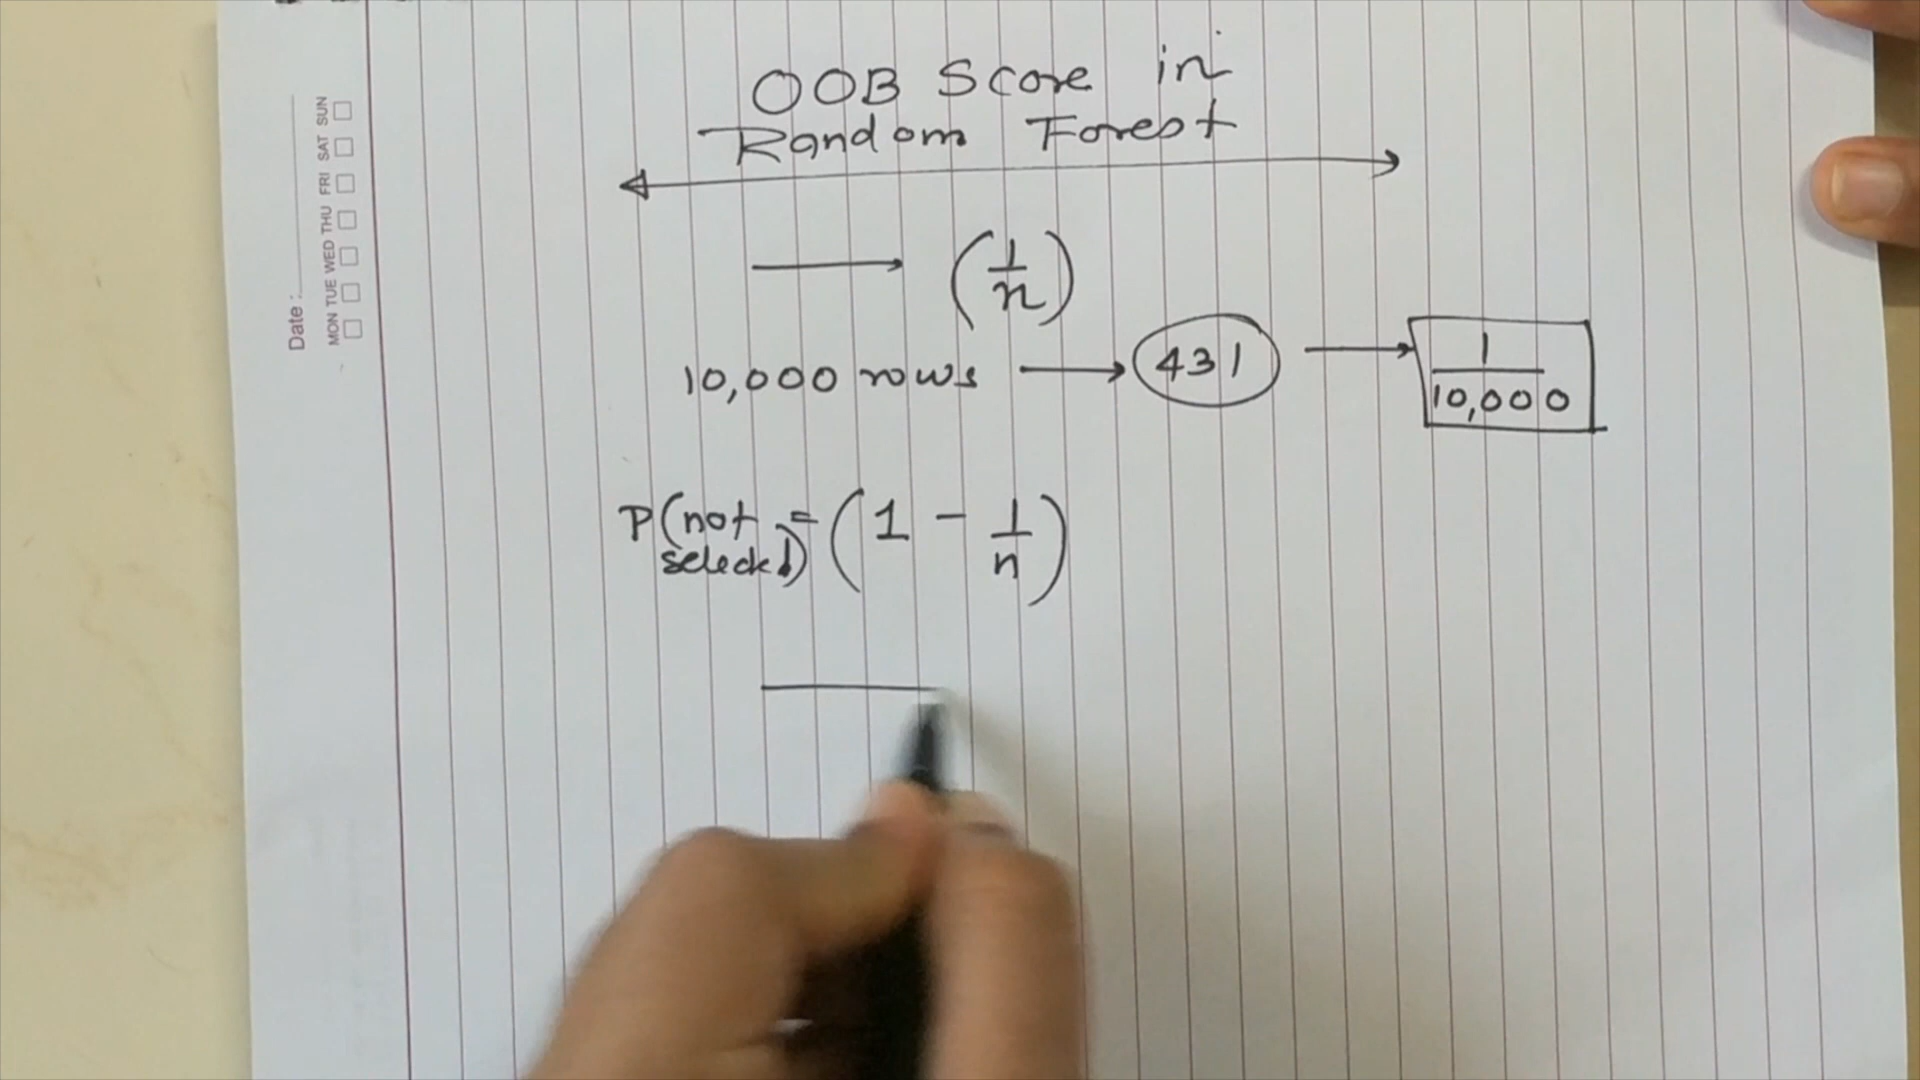 OOB Score in
Random Forest
Date :
MON TUE WED THU FRI SAT SUN
(1/n)
10,000 rows → 431 → 1/10,000
P(not selected) = (1 - 1/n)